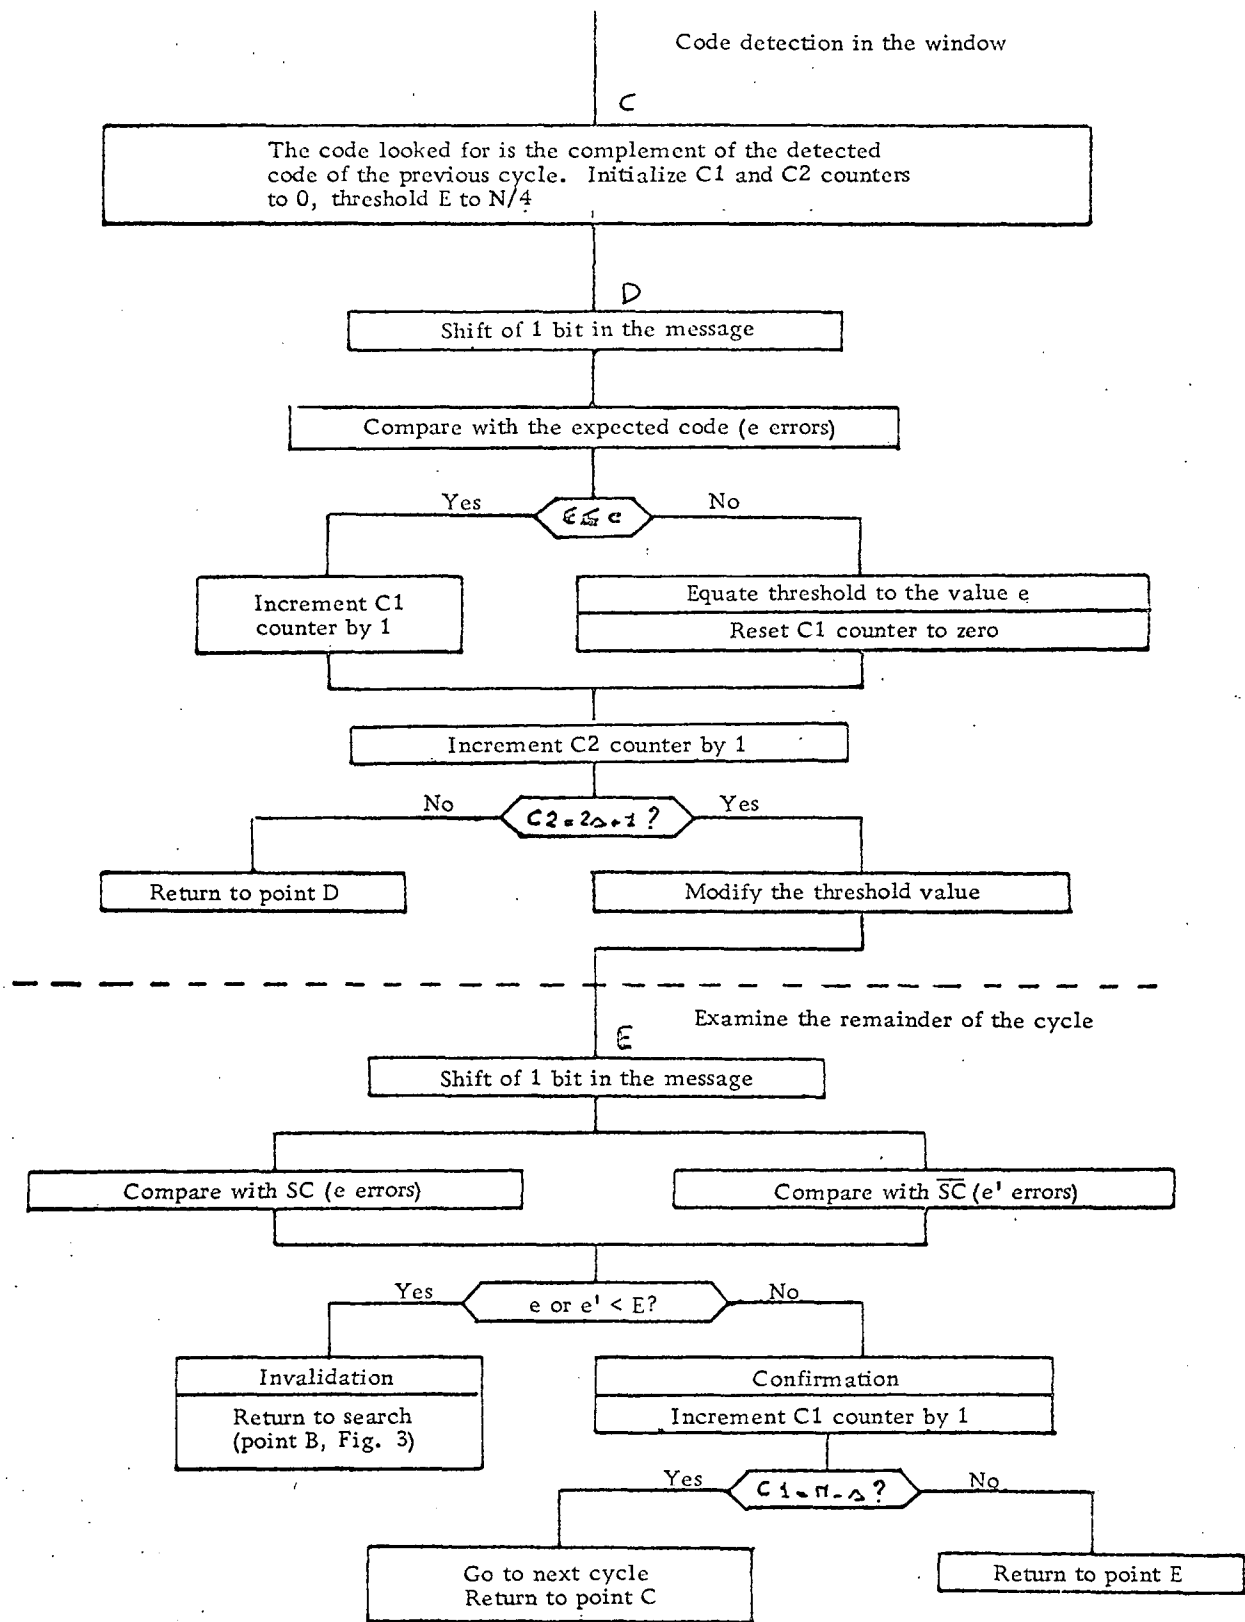 Code detection in the window
C
The code looked for is the complement of the detected
code of the previous cycle. Initialize C1 and C2 counters
to 0, threshold E to N/4
D
Shift of 1 bit in the message
Compare with the expected code (e errors)
Yes
E ≤ e
No
Increment C1
counter by 1
Equate threshold to the value e
Reset C1 counter to zero
Increment C2 counter by 1
No
C2=2s+1?
Yes
Return to point D
Modify the threshold value
Examine the remainder of the cycle
E
Shift of 1 bit in the message
Compare with SC (e errors)
Compare with S̅C̅ (e' errors)
Yes
e or e' < E?
No
Invalidation
Return to search
(point B, Fig. 3)
Confirmation
Increment C1 counter by 1
Yes
No
Go to next cycle
Return to point C
Return to point E